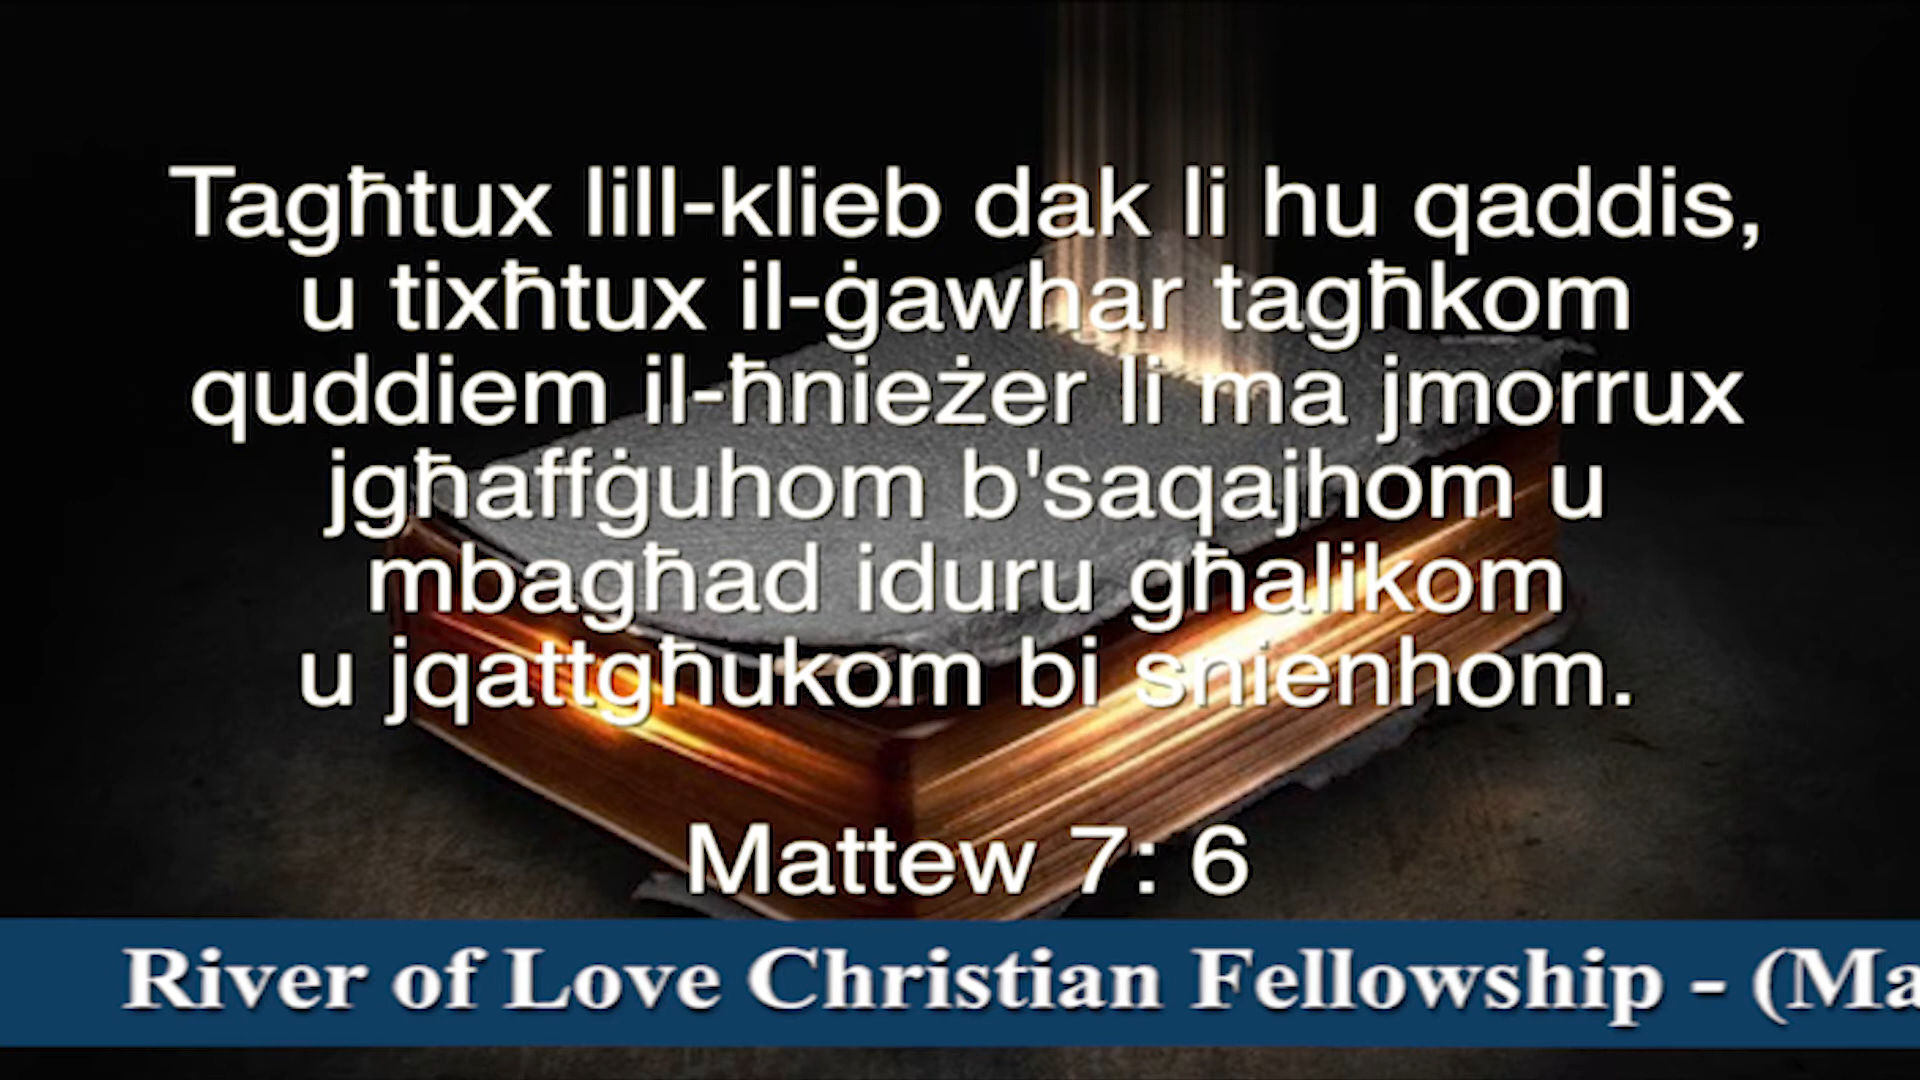 Tagħtux lill-klieb dak li hu qaddis,
u tixħtux il-ġawhar tagħkom
quddiem il-ħnieżer li ma jmorrux
jgħaffġuhom b'saqajhom u
mbagħad iduru għalikom
u jqattgħukom bi snienhom.
Mattew 7: 6
River of Love Christian Fellowship - (Ma